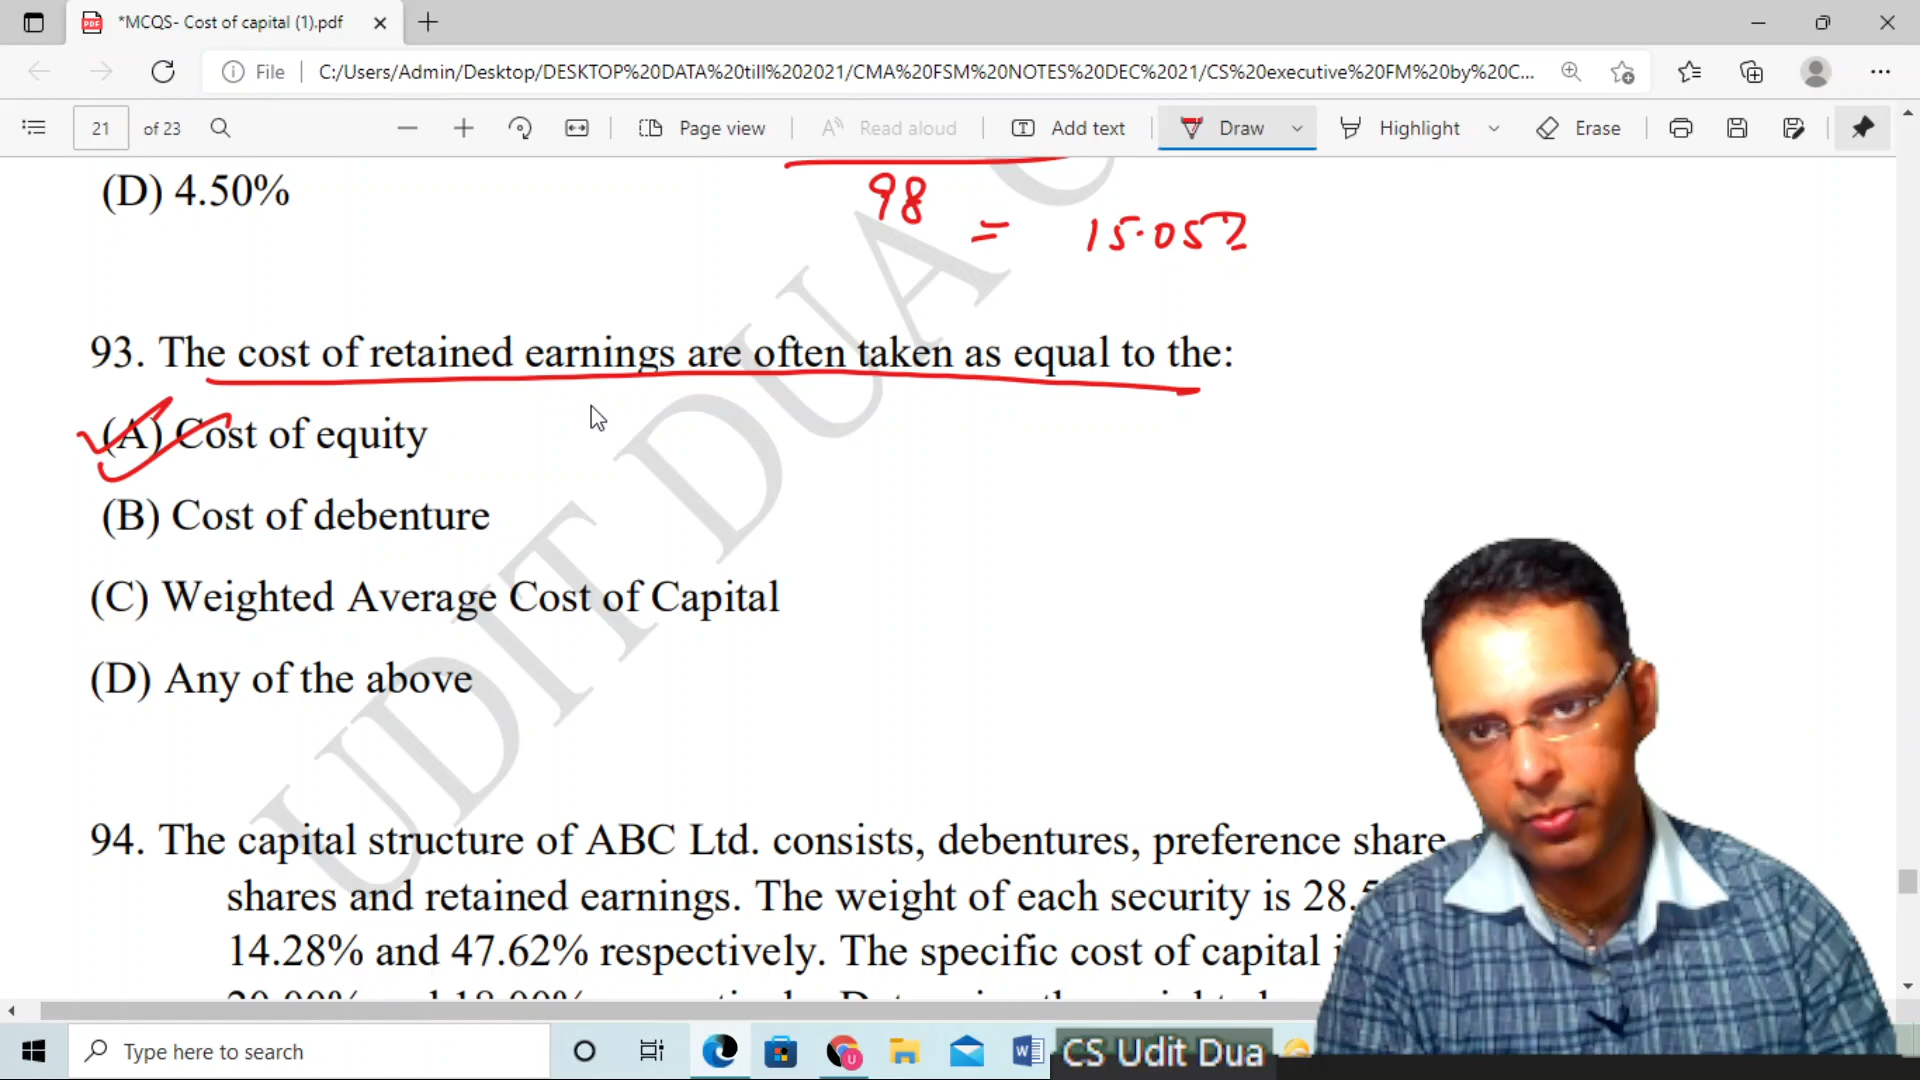 *MCQS- Cost of capital (1).pdf
File
C:/Users/Admin/Desktop/DESKTOP%20DATA%20till%202021/CMA%20FSM%20NOTES%20DEC%2021/CS%20executive%20FM%20by%20C...
21 of 23
Page view
Read aloud
Add text
Draw
Highlight
Erase
(D) 4.50%
98
= 15.05
93. The cost of retained earnings are often taken as equal to the:
(A) Cost of equity
(B) Cost of debenture
(C) Weighted Average Cost of Capital
(D) Any of the above
UDIT DUA
94. The capital structure of ABC Ltd. consists, debentures, preference share,
shares and retained earnings. The weight of each security is
14.28% and 47.62% respectively. The specific cost of capital
Type here to search
CS Udit Dua